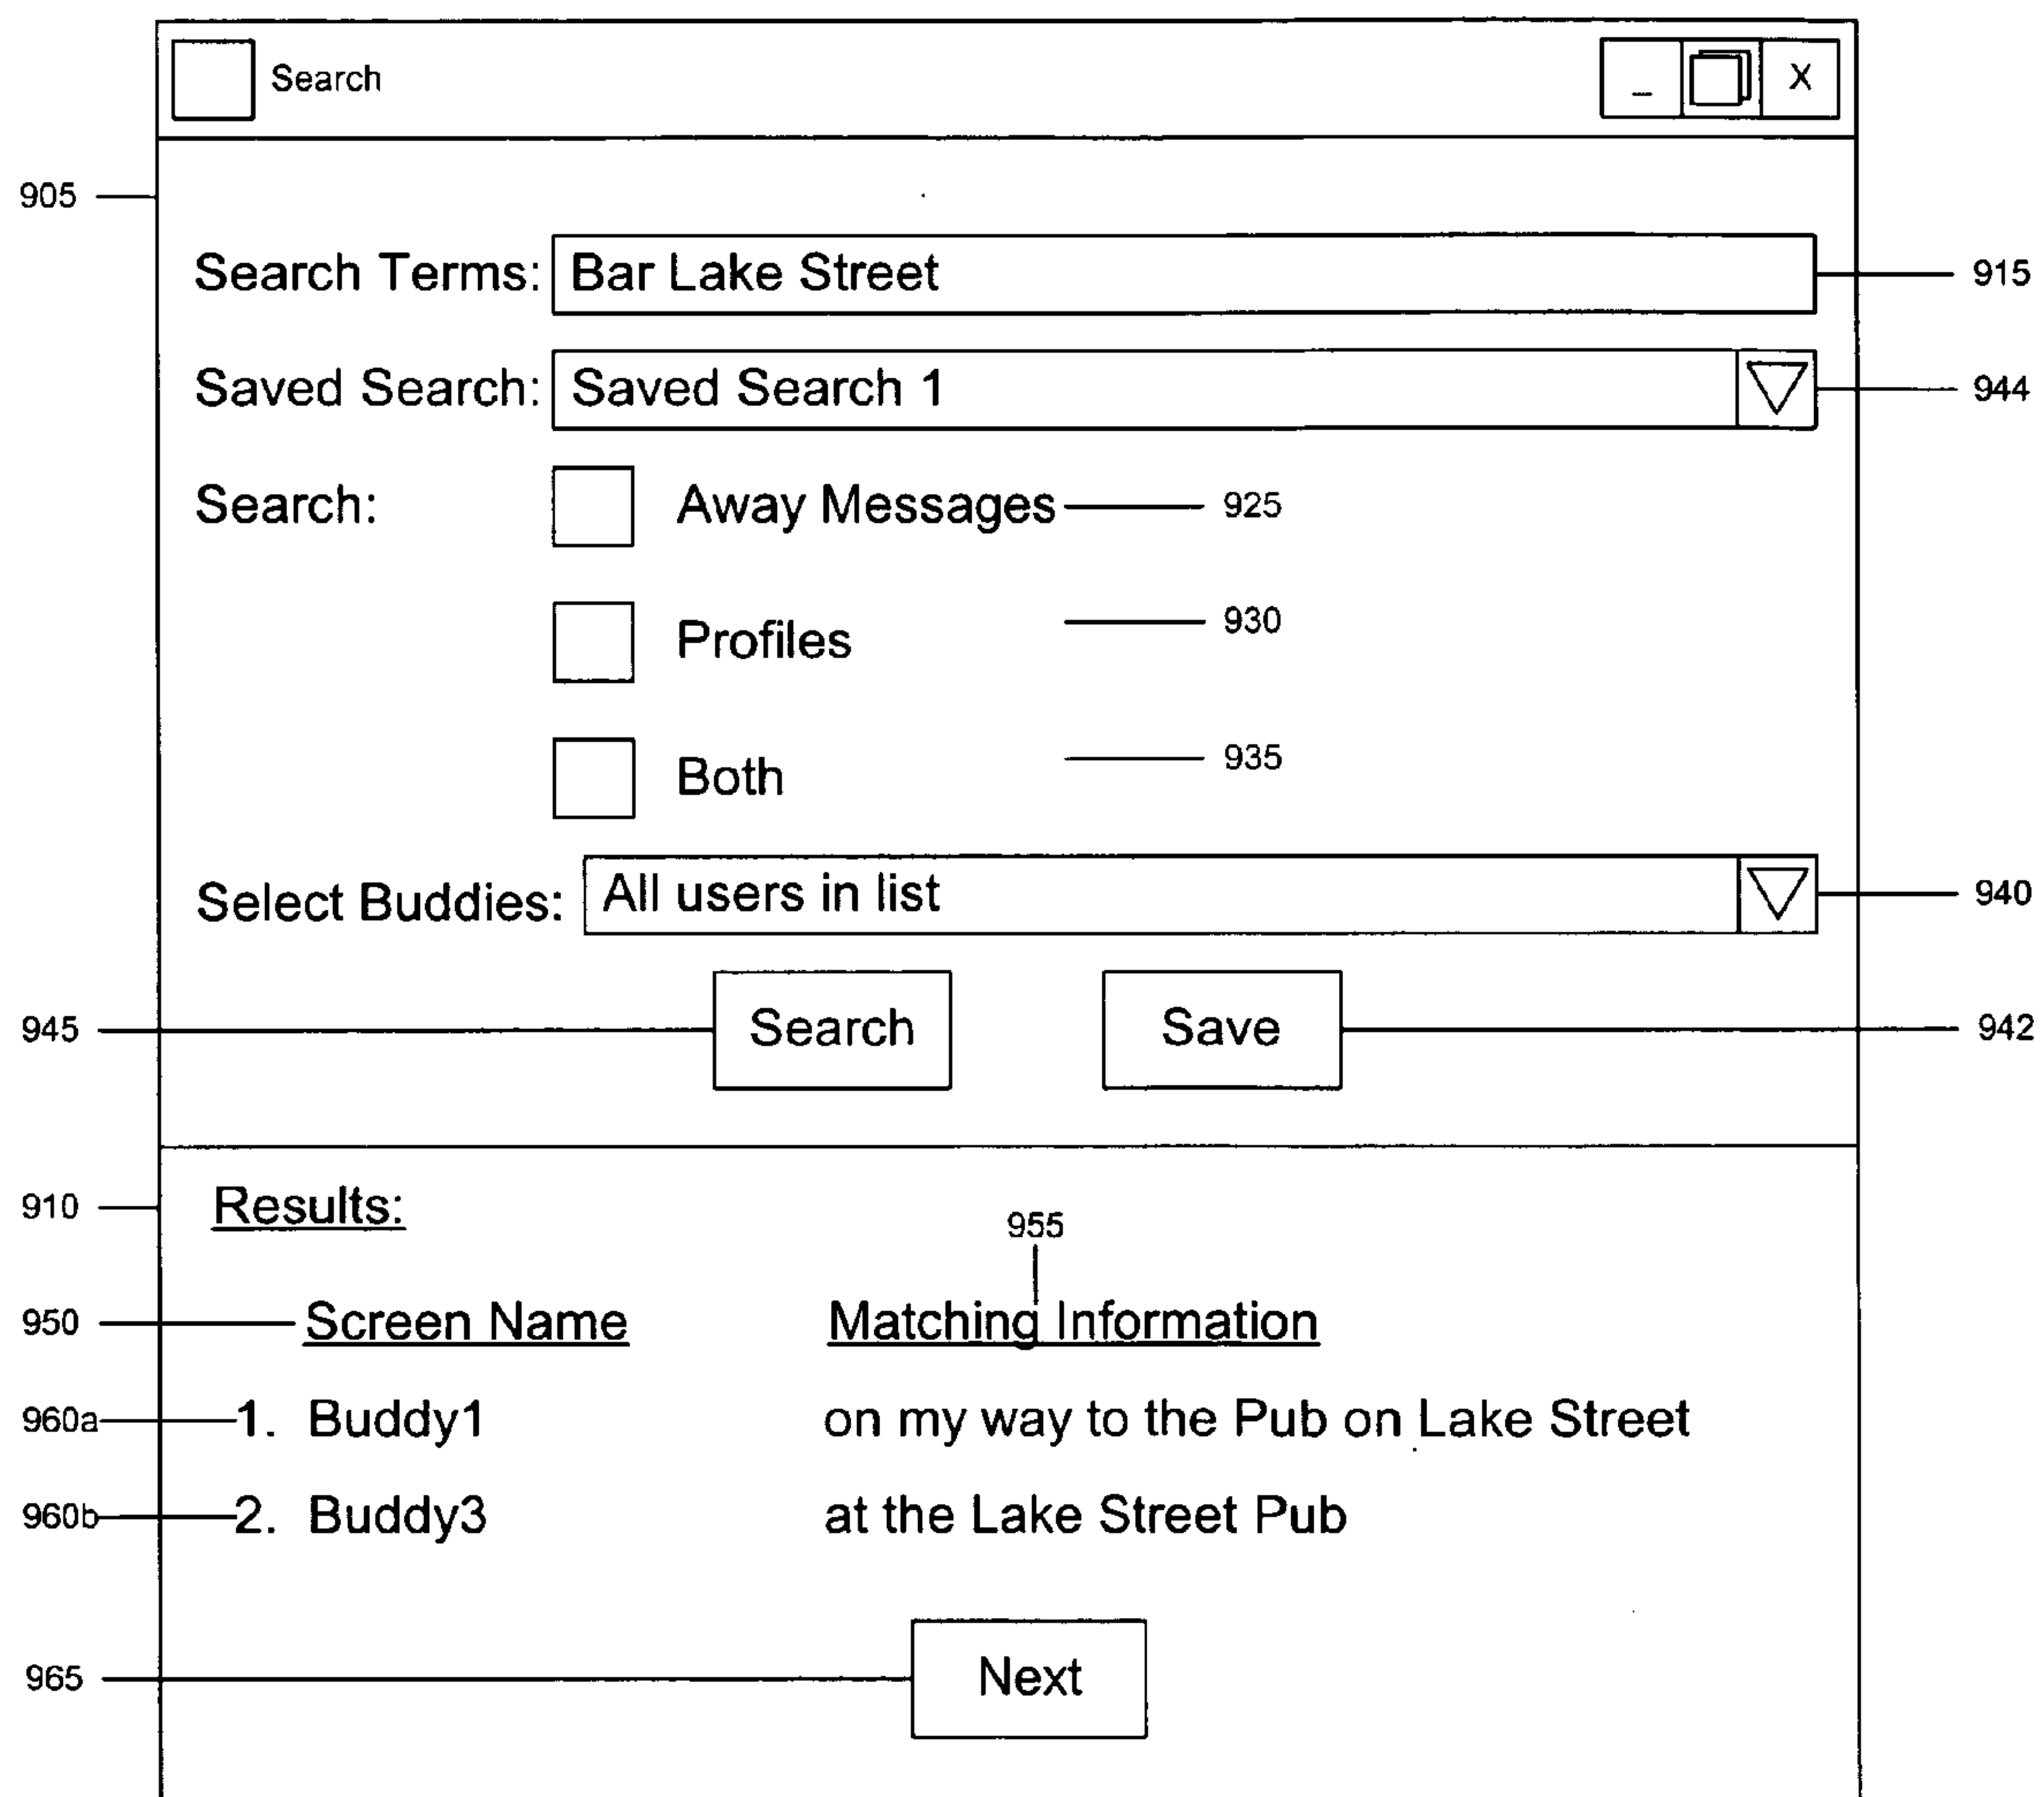 Search
_ X
905
Search Terms: Bar Lake Street 915
Saved Search: Saved Search 1 944
Search: Away Messages 925
Profiles 930
Both 935
Select Buddies: All users in list 940
945 Search Save 942
910 Results:
955
950 Screen Name Matching Information
960a 1. Buddy1 on my way to the Pub on Lake Street
960b 2. Buddy3 at the Lake Street Pub
965 Next